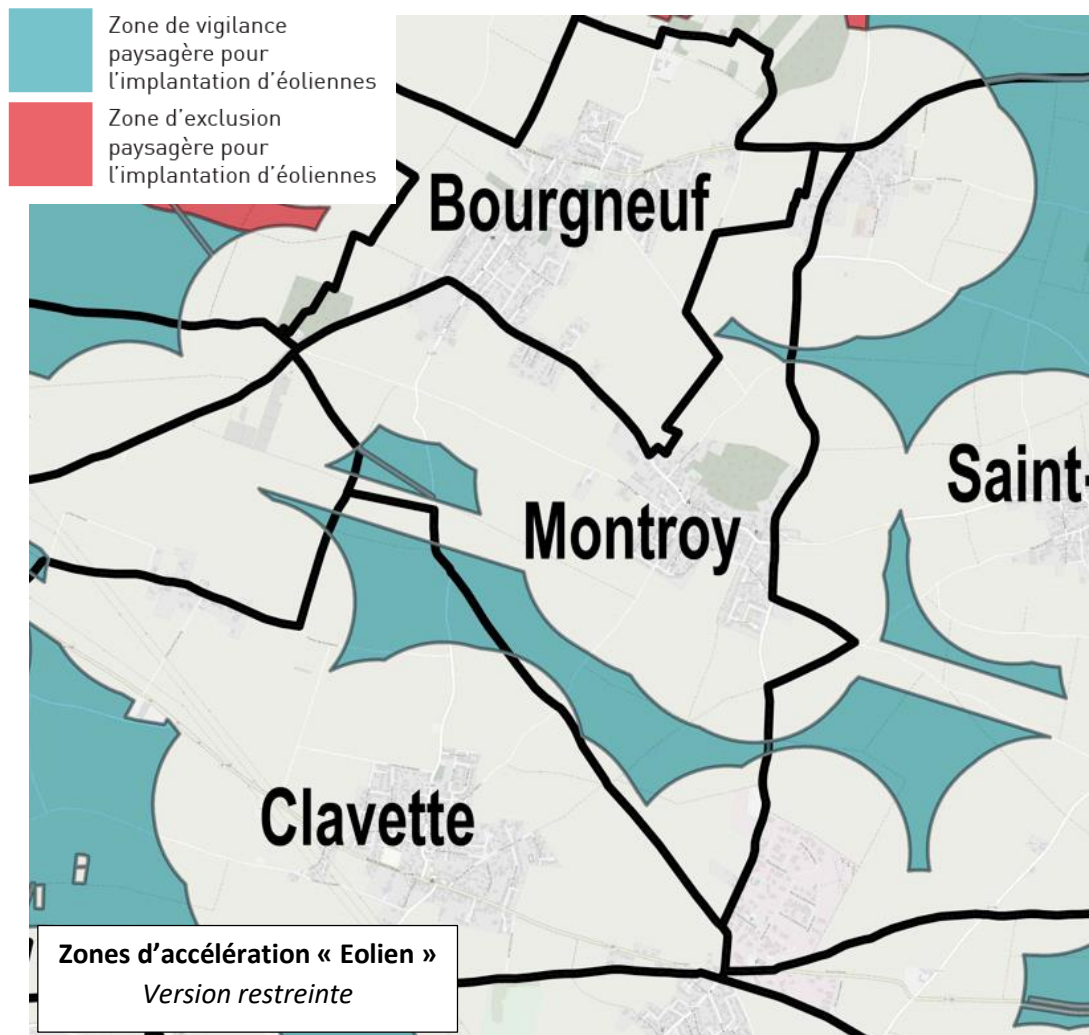 Zone de vigilance
paysagère pour
l'implantation d'éoliennes
Zone d'exclusion
paysagère pour
l'implantation d'éoliennes
Bourgneuf
Saint-
Montroy
Clavette
Zones d'accélération « Eolien »
Version restreinte